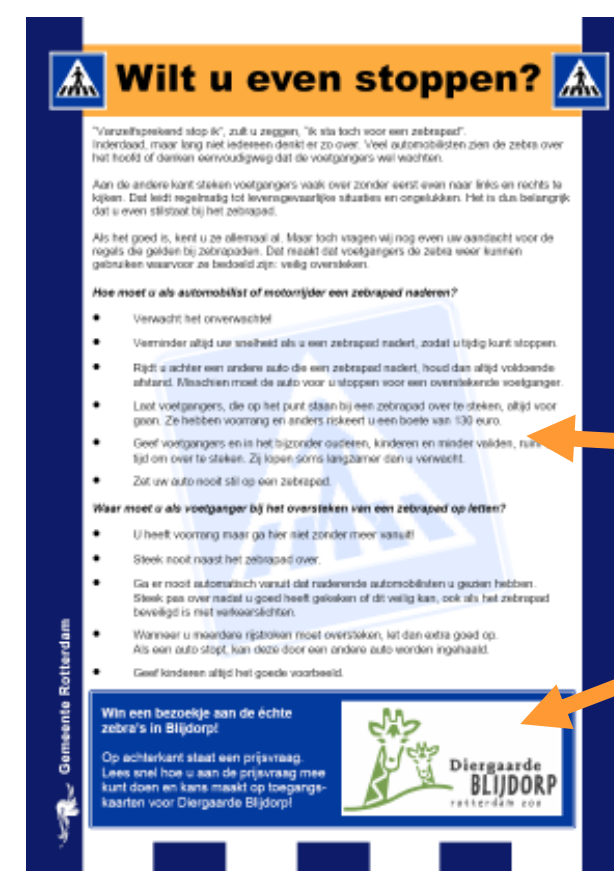 Wilt u even stoppen?
"Vanzelfsprekend stop ik", zult u zeggen, "ik sta toch voor een zebrapad".
Inderdaad, maar lang niet iedereen denkt er zo over. Veel automobilisten zien de zebra over
het hoofd of denken eenvoudigweg dat de voetgangers wel wachten.
Aan de andere kant steken voetgangers vaak over zonder eerst even naar links en rechts te
kijken. Dat leidt regelmatig tot levensgevaarlijke situaties en ongelukken. Het is dus belangrijk
dat u even stilstaat bij het zebrapad.
Als het goed is, kent u ze allemaal al. Maar toch vragen wij nog even uw aandacht voor de
regels die gelden bij zebrapaden. Dat maakt dat voetgangers de zebra weer kunnen
gebruiken waarvoor ze bedoeld zijn: veilig oversteken.
Hoe moet u als automobilist of motorrijder een zebrapad naderen?
• Verwacht het onverwachte!
• Verminder altijd uw snelheid als u een zebrapad nadert, zodat u tijdig kunt stoppen.
• Rijdt u achter een andere auto die een zebrapad nadert, houd dan altijd voldoende
afstand. Misschien moet de auto voor u stoppen voor een overstekende voetganger.
• Laat voetgangers, die op het punt staan bij een zebrapad over te steken, altijd voor
gaan. Ze hebben voorrang en anders riskeert u een boete van 130 euro.
• Geef voetgangers en in het bijzonder ouderen, kinderen en minder validen,
tijd om over te steken. Zij lopen soms langzamer dan u verwacht.
• Zet uw auto nooit stil op een zebrapad.
Waar moet u als voetganger bij het oversteken van een zebrapad op letten?
• U heeft voorrang maar ga hier niet zonder meer vanuit!
• Steek nooit naast het zebrapad over.
• Ga er nooit automatisch vanuit dat naderende automobilisten u gezien hebben.
Steek pas over nadat u goed heeft gekeken of dit veilig kan, ook als het zebrapad
beveiligd is met verkeerslichten.
• Wanneer u meerdere rijstroken moet oversteken, let dan extra goed op.
Als een auto stopt, kan deze door een andere auto worden ingehaald.
• Geef kinderen altijd het goede voorbeeld.
Gemeente Rotterdam
Win een bezoekje aan de échte
zebra's in Blijdorp!
Op achterkant staat een prijsvraag.
Lees snel hoe u aan de prijsvraag mee
kunt doen en kans maakt op toegangs-
kaarten voor Diergaarde Blijdorp!
Diergaarde
BLIJDORP
rotterdam zoo